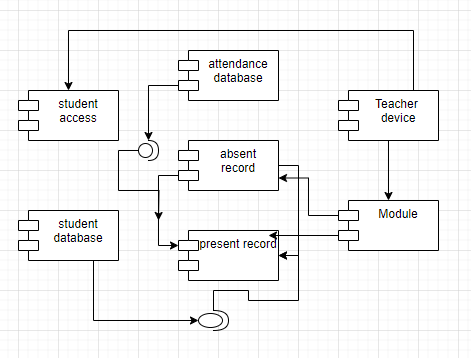 attendance
database
student
access
Teacher
device
absent
record
student
database
Module
present record